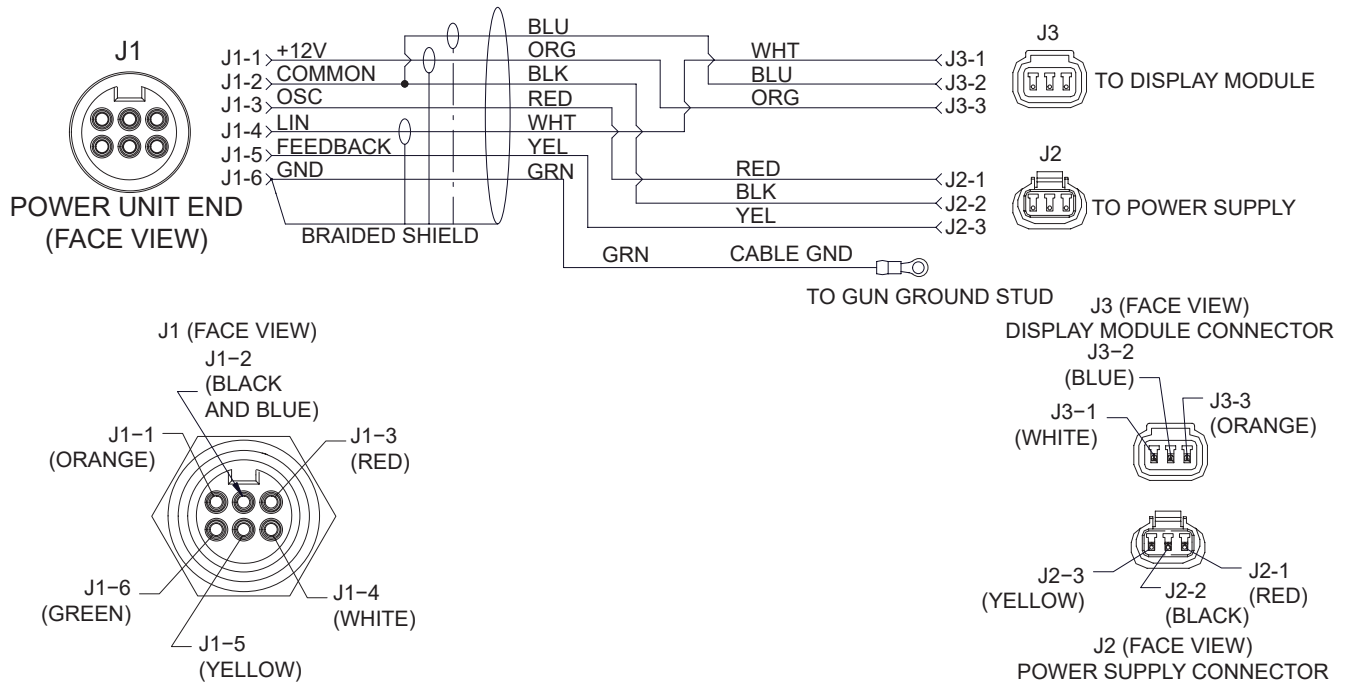 J1
POWER UNIT END
(FACE VIEW)
J1-1 +12V
J1-2 COMMON
J1-3 OSC
J1-4 LIN
J1-5 FEEDBACK
J1-6 GND
BRAIDED SHIELD
BLU
ORG
BLK
RED
WHT
YEL
GRN
WHT J3-1
BLU J3-2
ORG J3-3
RED J2-1
BLK J2-2
YEL J2-3
GRN CABLE GND
TO GUN GROUND STUD
J3
TO DISPLAY MODULE
J2
TO POWER SUPPLY
J1 (FACE VIEW)
J1−2
(BLACK
AND BLUE)
J1−1
(ORANGE)
J1−3
(RED)
J1−6
(GREEN)
J1−4
(WHITE)
J1−5
(YELLOW)
J3 (FACE VIEW)
DISPLAY MODULE CONNECTOR
J3−2
(BLUE)
J3−1
(WHITE)
J3-3
(ORANGE)
J2−3
(YELLOW)
J2-2
(BLACK)
J2-1
(RED)
J2 (FACE VIEW)
POWER SUPPLY CONNECTOR